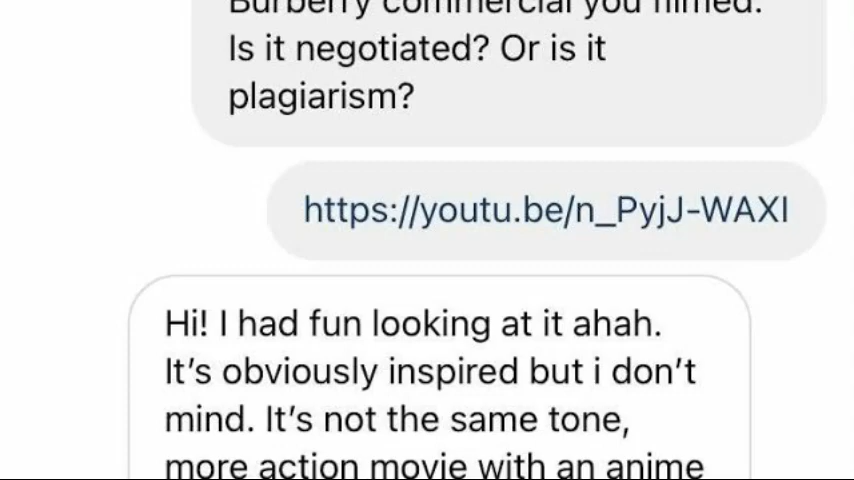 Burberry commercial you filmed.
Is it negotiated? Or is it
plagiarism?
https://youtu.be/n_PyjJ-WAXI
Hi! I had fun looking at it ahah.
It’s obviously inspired but i don’t
mind. It’s not the same tone,
more action movie with an anime